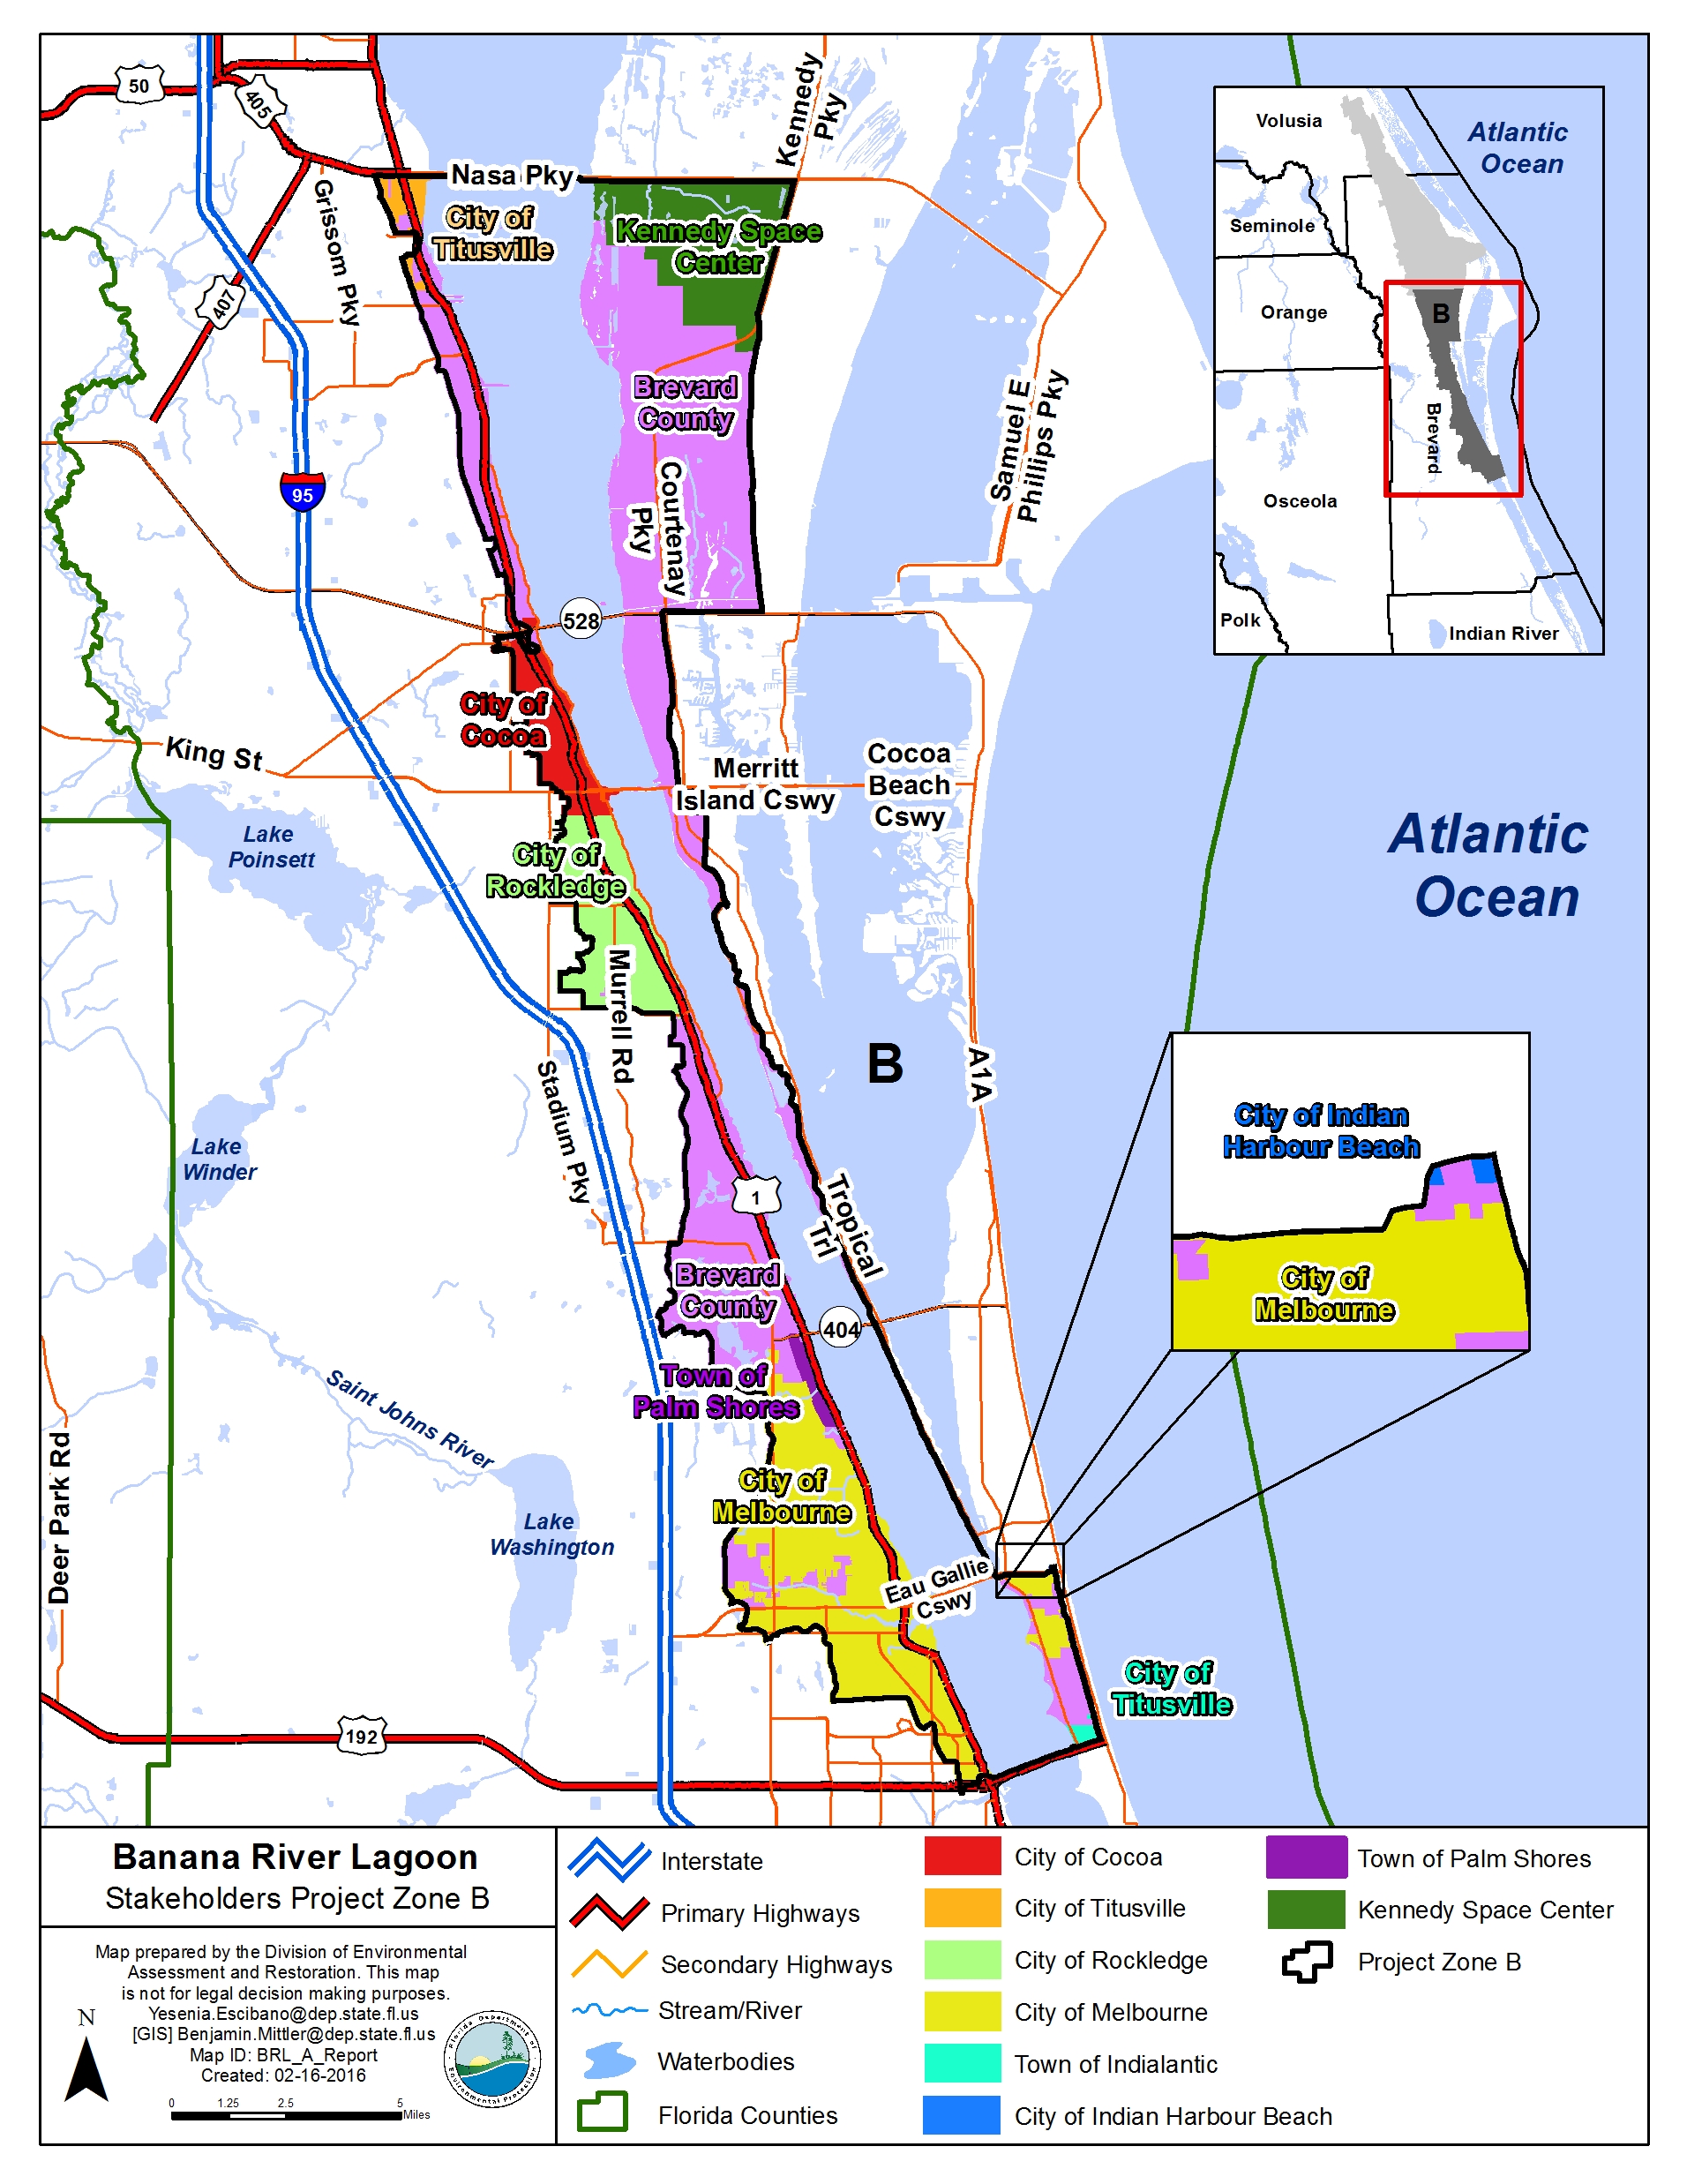 50
405
Kennedy
Pky
Nasa Pky
Grissom Pky
407
City of
Titusville
Kennedy Space
Center
Brevard
County
Samuel E
Phillips Pky
95
Courtenay
Pky
528
City of
Cocoa
King St
Merritt
Island Cswy
Cocoa
Beach
Cswy
Lake
Poinsett
City of
Rockledge
Murrell Rd
Stadium Pky
B
A1A
Atlantic
Ocean
Lake
Winder
1
Tropical
Trl
Brevard
County
404
Town of
Palm Shores
Saint Johns River
City of
Melbourne
Lake
Washington
Deer Park Rd
Eau Gallie
Cswy
City of
Titusville
192
Volusia
Atlantic
Ocean
Seminole
Orange
B
Brevard
Osceola
Polk
Indian River
City of Indian
Harbour Beach
City of
Melbourne
Banana River Lagoon
Stakeholders Project Zone B
Map prepared by the Division of Environmental
Assessment and Restoration. This map
is not for legal decision making purposes.
Yesenia.Escibano@dep.state.fl.us
[GIS] Benjamin.Mittler@dep.state.fl.us
Map ID: BRL_A_Report
Created: 02-16-2016
N
0 1.25 2.5 5
Miles
Florida Department of
Environmental Protection
Interstate
Primary Highways
Secondary Highways
Stream/River
Waterbodies
Florida Counties
City of Cocoa
City of Titusville
City of Rockledge
City of Melbourne
Town of Indialantic
City of Indian Harbour Beach
Town of Palm Shores
Kennedy Space Center
Project Zone B